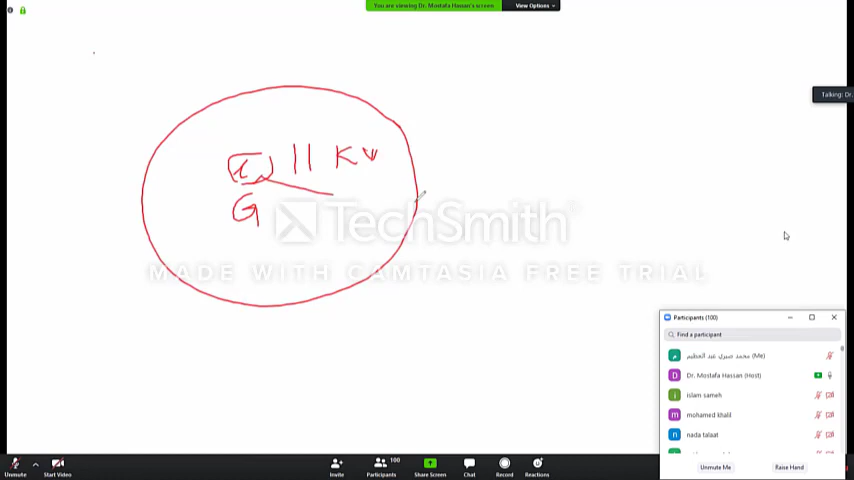 You are viewing Dr. Mostafa Hassan's screen
View Options
Talking: Dr.
11 KV
G
TechSmith
MADE WITH CAMTASIA FREE TRIAL
Participants (100)
Find a participant
محمد صبري عبد العظيم (Me)
Dr. Mostafa Hassan (Host)
islam sameh
mohamed khalil
nada talaat
Unmute Me
Raise Hand
Unmute
Start Video
Invite
Participants
100
Share Screen
Chat
Record
Reactions